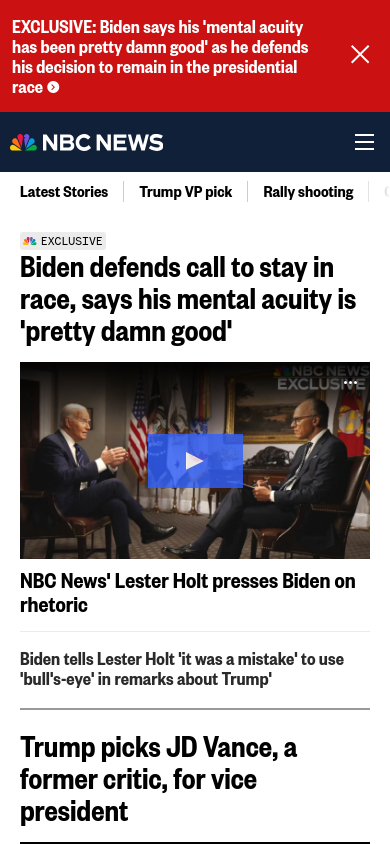 EXCLUSIVE: Biden says his 'mental acuity
has been pretty damn good' as he defends
his decision to remain in the presidential
race
NBC NEWS
Latest Stories
Trump VP pick
Rally shooting
EXCLUSIVE
Biden defends call to stay in
race, says his mental acuity is
'pretty damn good'
NBC NEWS
EXCLUSIVE
NBC News' Lester Holt presses Biden on
rhetoric
Biden tells Lester Holt 'it was a mistake' to use
'bull's-eye' in remarks about Trump'
Trump picks JD Vance, a
former critic, for vice
president